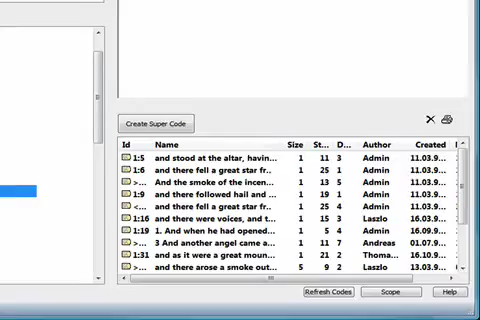 Create Super Code
Id Name Size St... D... Author Created
1:5 and stood at the altar, havin... 1 11 3 Admin 11.03.9...
1:6 and there fell a great star fr.. 1 25 1 Admin 11.03.9...
>... And the smoke of the incen... 1 13 5 Admin 11.03.9...
1:9 and there followed hail and ... 1 19 1 Admin 11.03.9...
<... and there fell a great star fr.. 1 25 4 Admin 11.03.9...
1:16 and there were voices, and t... 1 15 3 Laszlo 16.03.9...
1:19 1. And when he had opened... 1 5 4 Admin 16.09.9...
>... 3 And another angel came a... 1 11 7 Andreas 01.07.9...
1:31 and as it were a great moun... 1 21 2 Thoma... 16.10.9...
>... and there arose a smoke out... 5 9 2 Laszlo 13.03.9...
Refresh Codes Scope Help